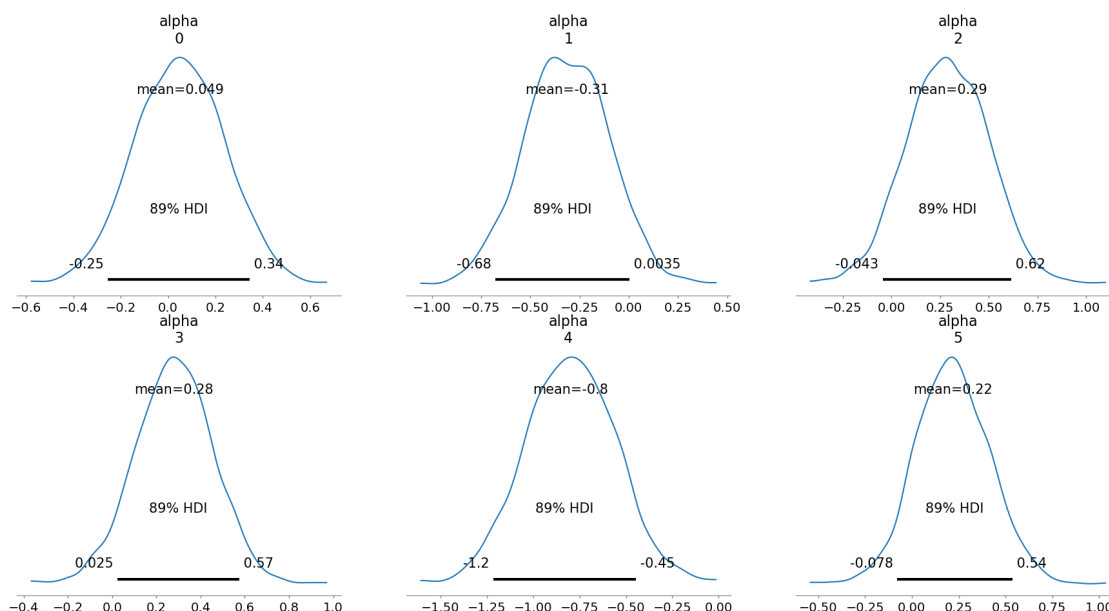 alpha
0
mean=0.049
89% HDI
-0.25
0.34
−0.6 −0.4 −0.2 0.0 0.2 0.4 0.6
alpha
1
mean=-0.31
89% HDI
-0.68
0.0035
−1.00 −0.75 −0.50 −0.25 0.00 0.25 0.50
alpha
2
mean=0.29
89% HDI
-0.043
0.62
−0.25 0.00 0.25 0.50 0.75 1.00
alpha
3
mean=0.28
89% HDI
0.025
0.57
−0.4 −0.2 0.0 0.2 0.4 0.6 0.8 1.0
alpha
4
mean=-0.8
89% HDI
-1.2
-0.45
−1.50 −1.25 −1.00 −0.75 −0.50 −0.25 0.00
alpha
5
mean=0.22
89% HDI
-0.078
0.54
−0.50 −0.25 0.00 0.25 0.50 0.75 1.00